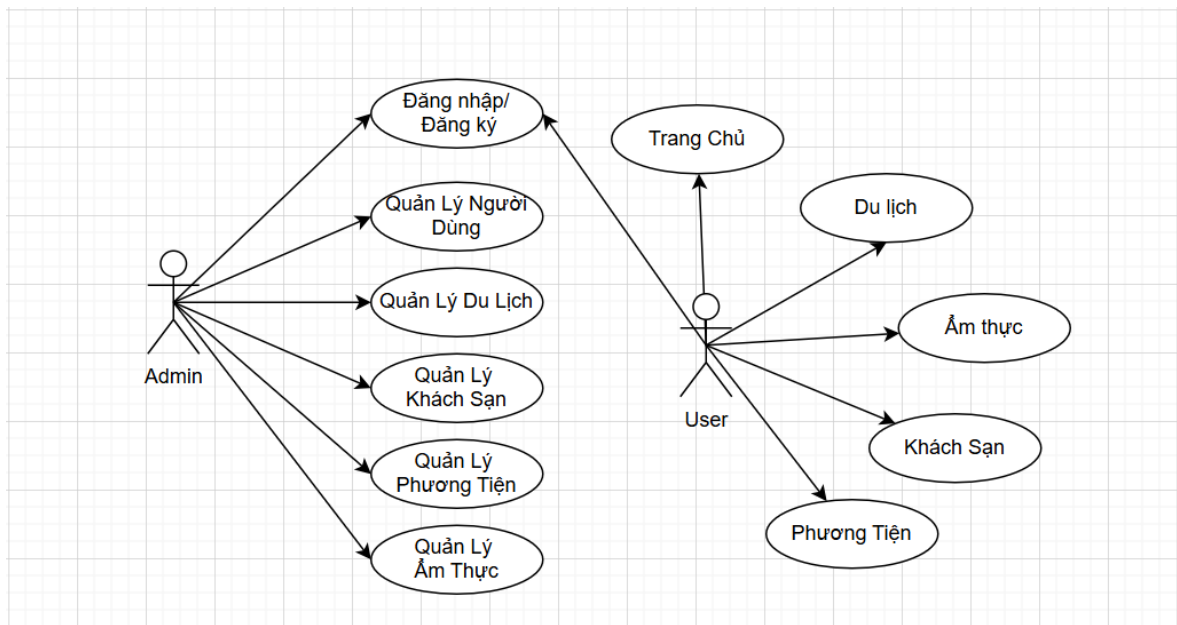 Đăng nhập/
Đăng ký
Quản Lý Người
Dùng
Quản Lý Du Lịch
Quản Lý
Khách Sạn
Quản Lý
Phương Tiện
Quản Lý
Ẩm Thực
Admin
Trang Chủ
Du lịch
Ẩm thực
Khách Sạn
Phương Tiện
User